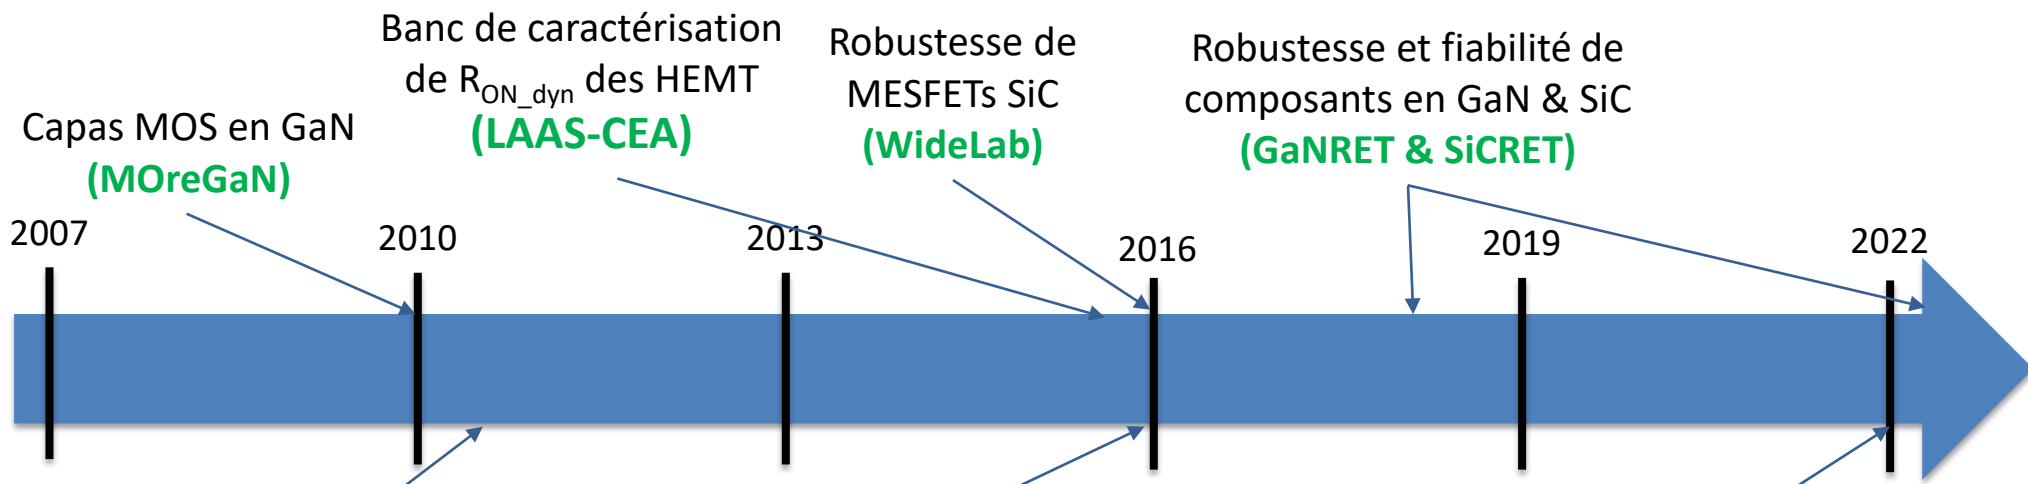 Capas MOS en GaN
(MOreGaN)
Banc de caractérisation
de RON_dyn des HEMT
(LAAS-CEA)
Robustesse de
MESFETs SiC
(WideLab)
Robustesse et fiabilité de
composants en GaN & SiC
(GaNRET & SiCRET)
2007
2010
2013
2016
2019
2022